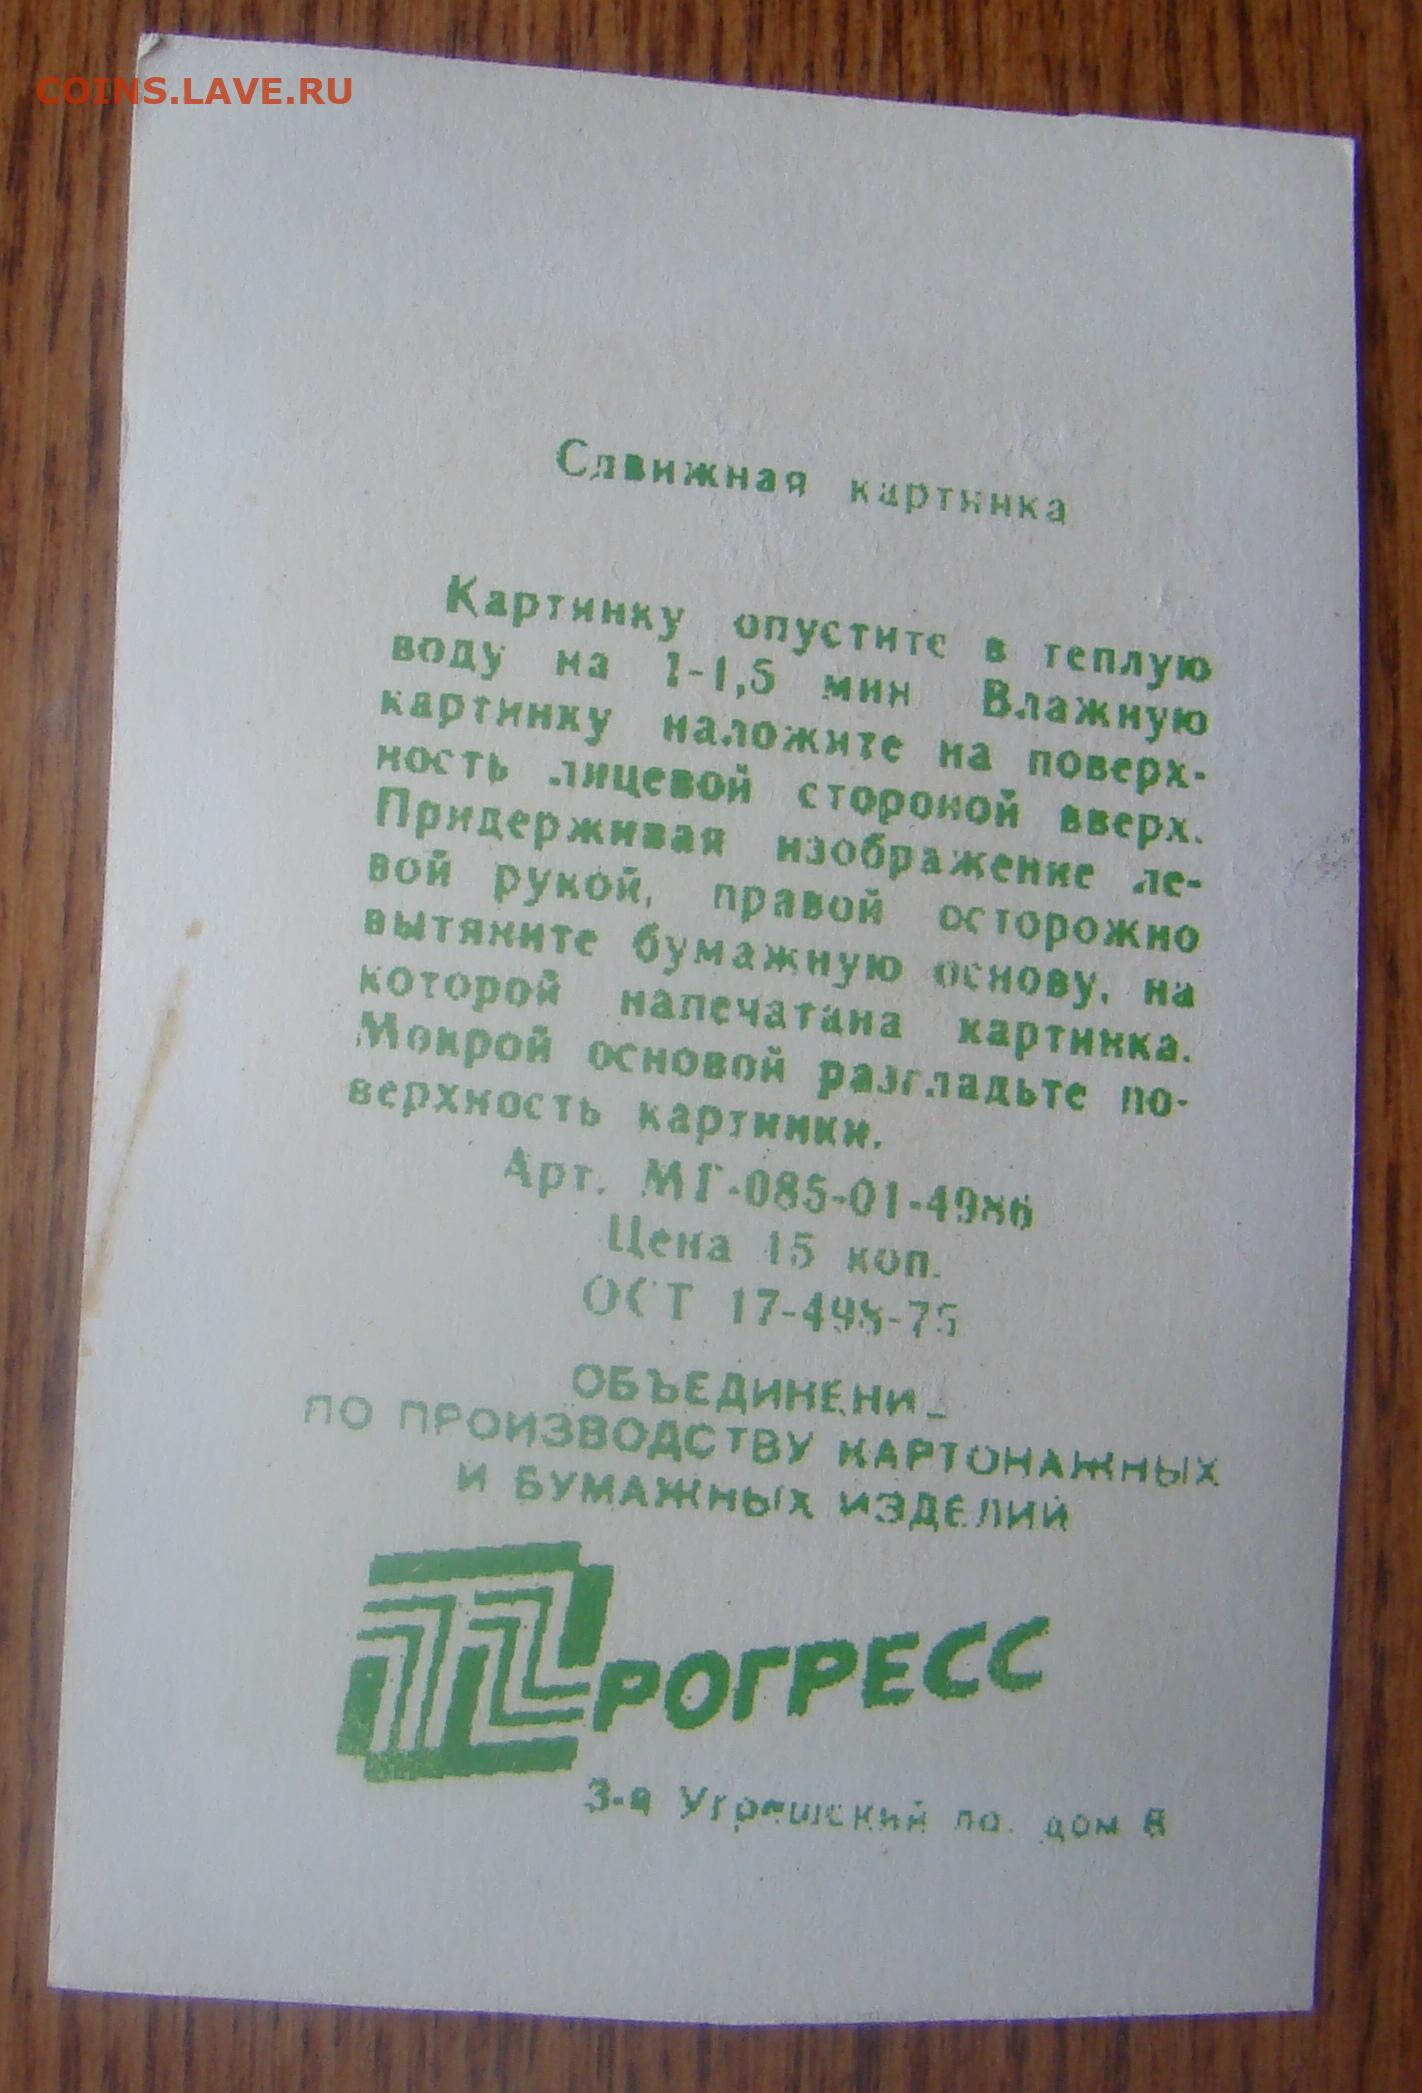 COINS.LAVE.RU
Сдвижная картинка
Картинку опустите в теплую
воду на 1-1,5 мин Влажную
картинку наложите на поверх-
ность лицевой стороной вверх.
Придерживая изображение ле-
вой рукой, правой осторожно
вытяните бумажную основу, на
которой напечатана картинка.
Мокрой основой разгладьте по-
верхность картинки.
Арт. МГ-085-01-4986
Цена 15 коп.
ОСТ 17-498-75
ОБЪЕДИНЕНИ
ПО ПРОИЗВОДСТВУ КАРТОНАЖНЫХ
И БУМАЖНЫХ ИЗДЕЛИЙ
ПРОГРЕСС
3-й Угрешский дом